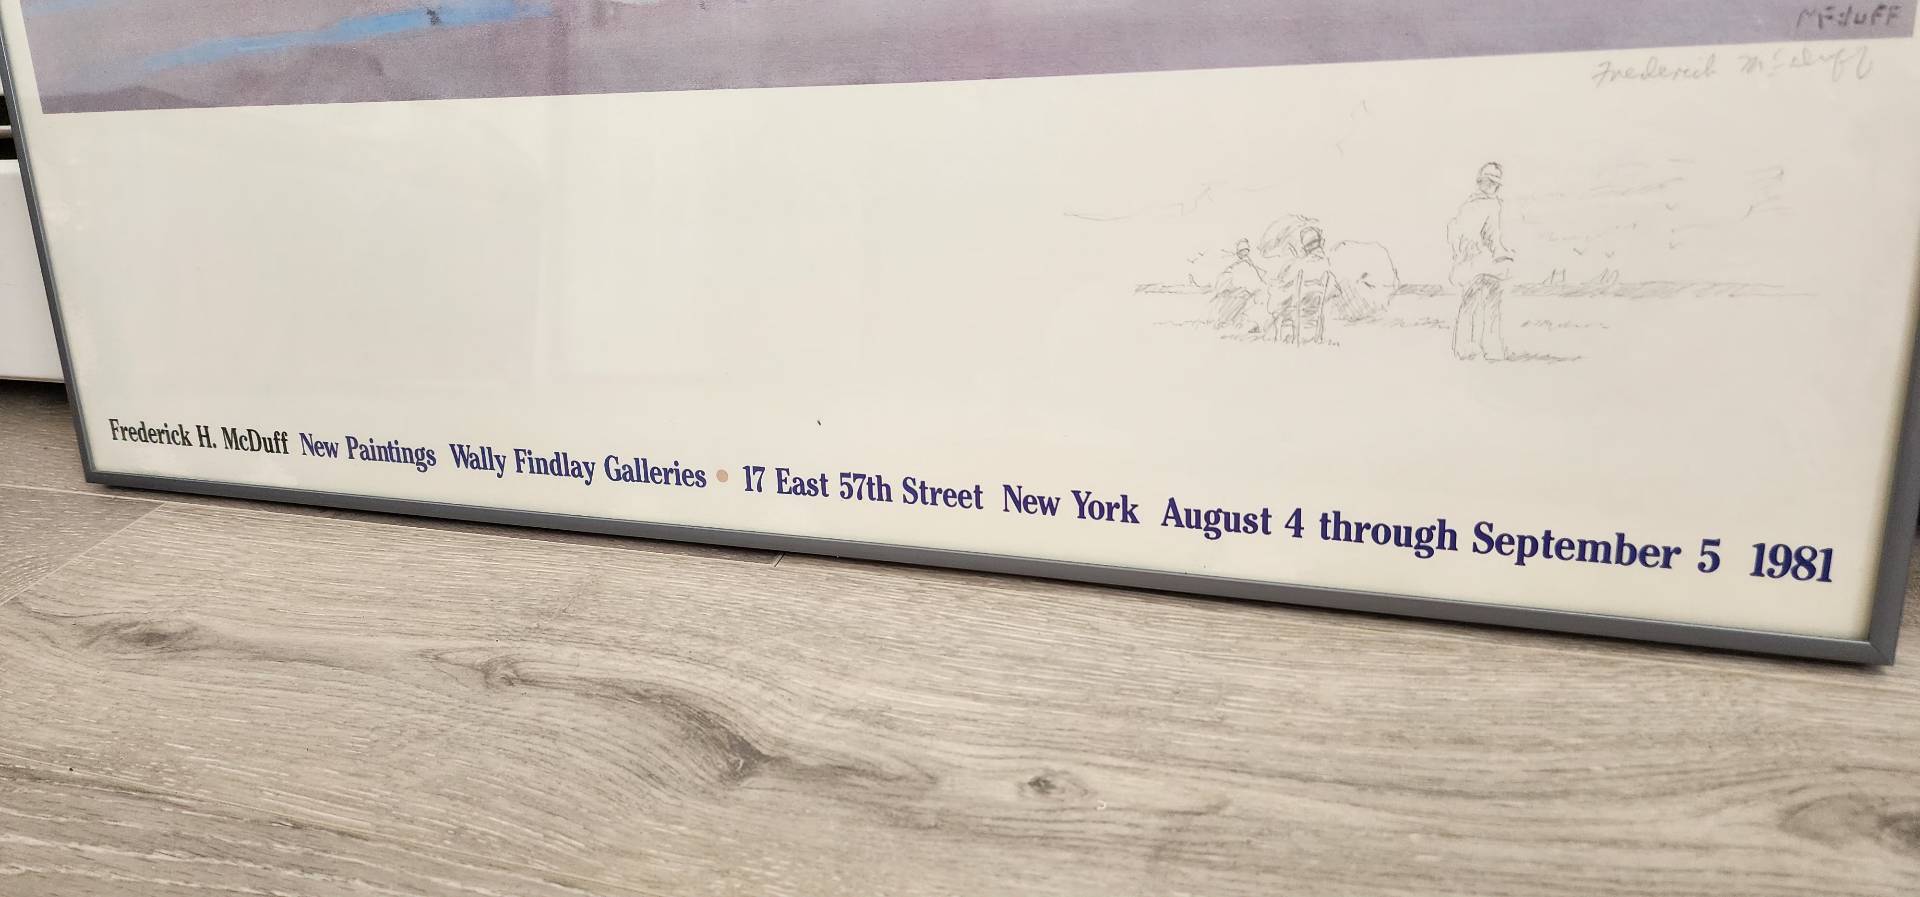 McDuff
Frederick McDuff
Frederick H. McDuff New Paintings Wally Findlay Galleries • 17 East 57th Street New York August 4 through September 5 1981